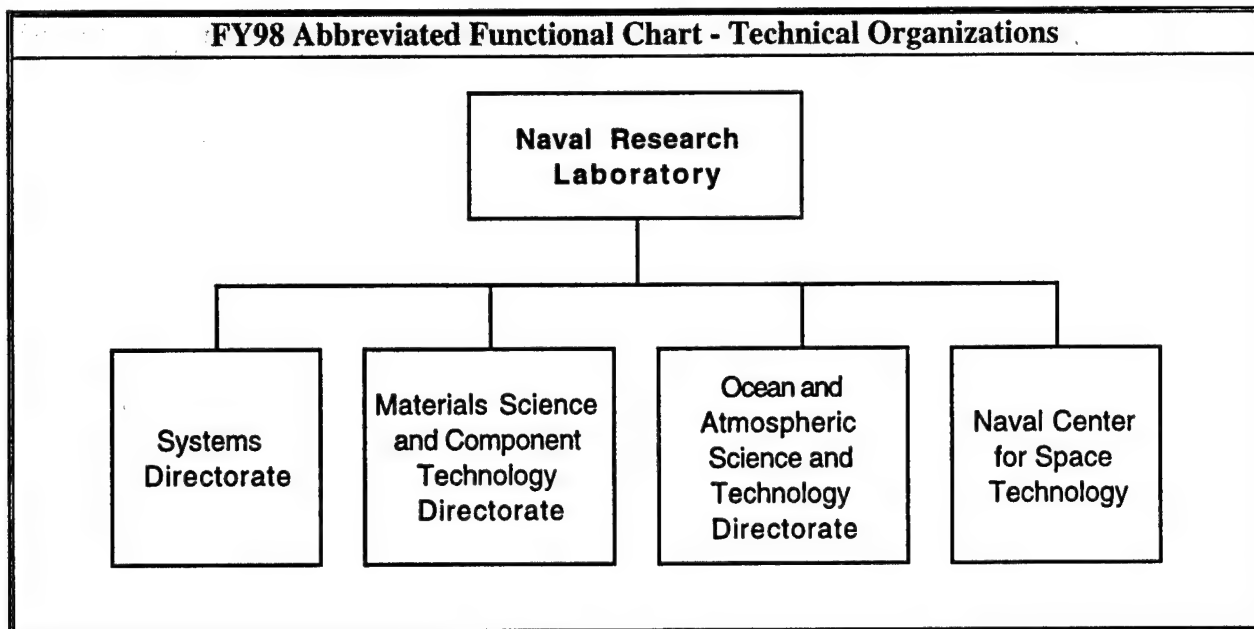 FY98 Abbreviated Functional Chart - Technical Organizations
Naval Research
Laboratory
Systems
Directorate
Materials Science
and Component
Technology
Directorate
Ocean and
Atmospheric
Science and
Technology
Directorate
Naval Center
for Space
Technology